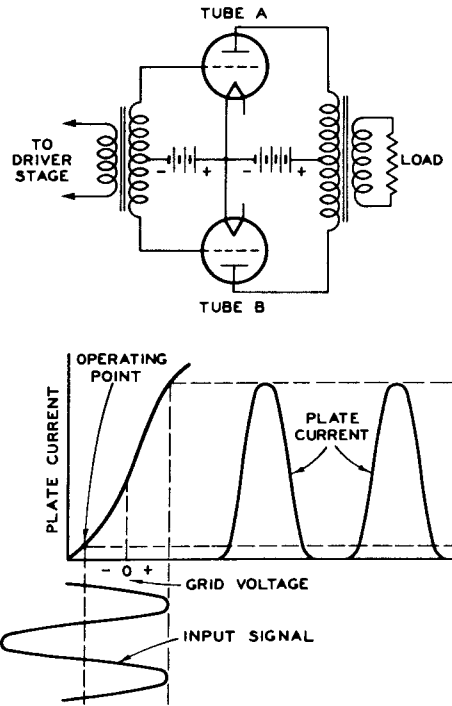 TUBE A
TO
DRIVER
STAGE
- +
- +
LOAD
TUBE B
OPERATING
POINT
PLATE CURRENT
PLATE
CURRENT
- 0 +
GRID VOLTAGE
INPUT SIGNAL